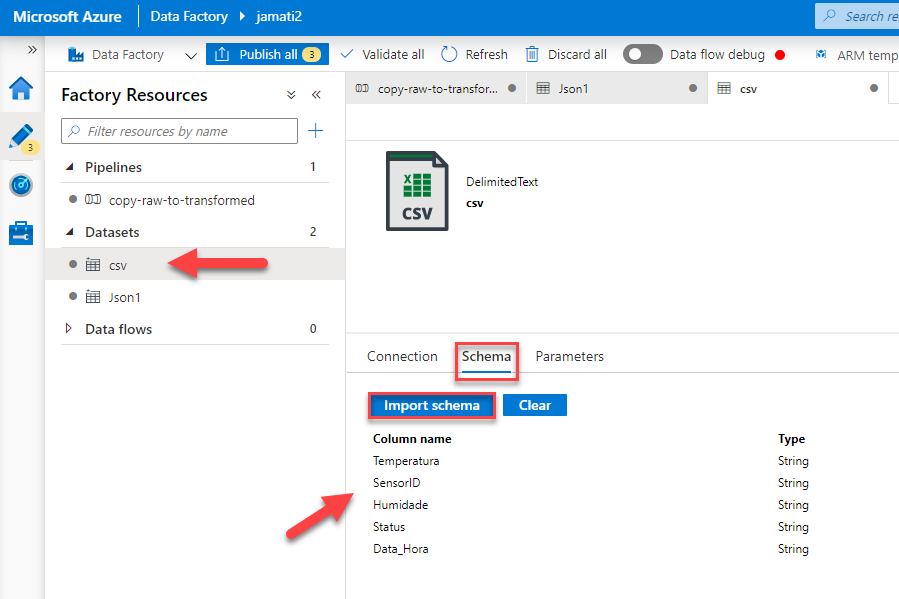 Microsoft Azure Data Factory jamati2 Search re
» Data Factory Publish all 3 Validate all Refresh Discard all Data flow debug ARM temp
Factory Resources
copy-raw-to-transfor... Json1 csv
Filter resources by name
3
Pipelines 1
copy-raw-to-transformed
Datasets 2
csv
Json1
Data flows 0
X
CSV
DelimitedText
csv
Connection Schema Parameters
Import schema Clear
Column name Type
Temperatura String
SensorID String
Humidade String
Status String
Data_Hora String